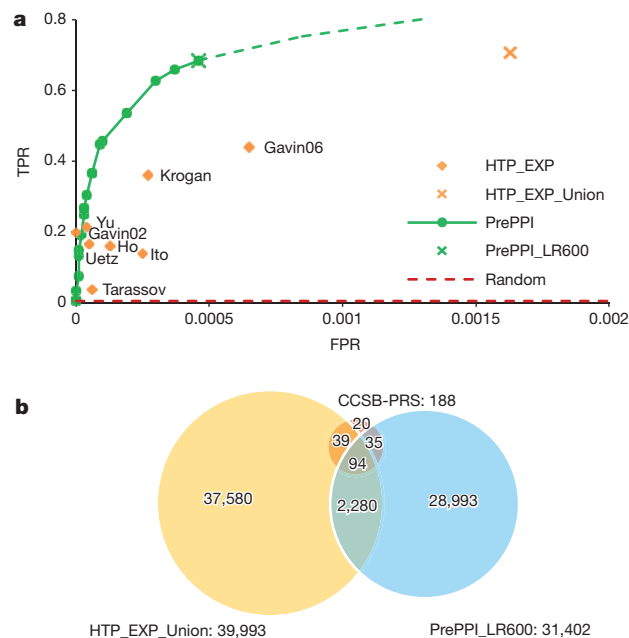 a
0.8
0.6
0.4
0.2
0
TPR
0
0.0005
0.001
0.0015
0.002
FPR
Gavin06
Krogan
Yu
Gavin02
Ho
Uetz
Ito
Tarassov
HTP_EXP
HTP_EXP_Union
PrePPI
PrePPI_LR600
Random
b
CCSB-PRS: 188
20
39
35
94
37,580
2,280
28,993
HTP_EXP_Union: 39,993
PrePPI_LR600: 31,402